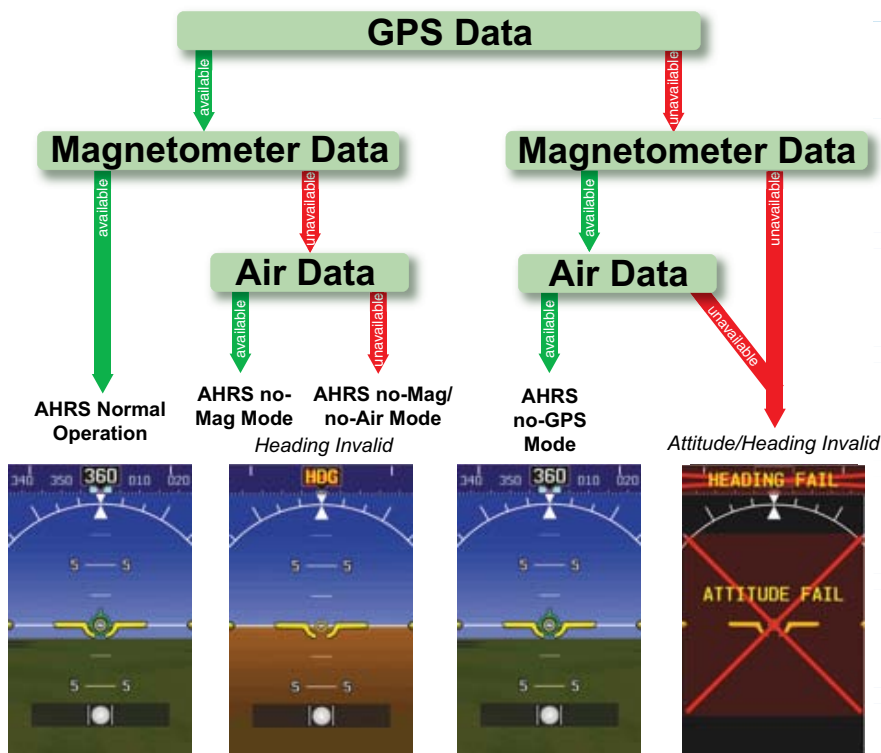 GPS Data
available
unavailable
Magnetometer Data
Magnetometer Data
available
unavailable
available
unavailable
Air Data
Air Data
available
unavailable
available
unavailable
AHRS Normal
Operation
AHRS no-
Mag Mode
AHRS no-Mag/
no-Air Mode
Heading Invalid
AHRS
no-GPS
Mode
Attitude/Heading Invalid
340 350 360 010 020
5 5
5 5
HDG
5 5
5 5
340 350 360 010 020
5 5
5 5
HEADING FAIL
ATTITUDE FAIL